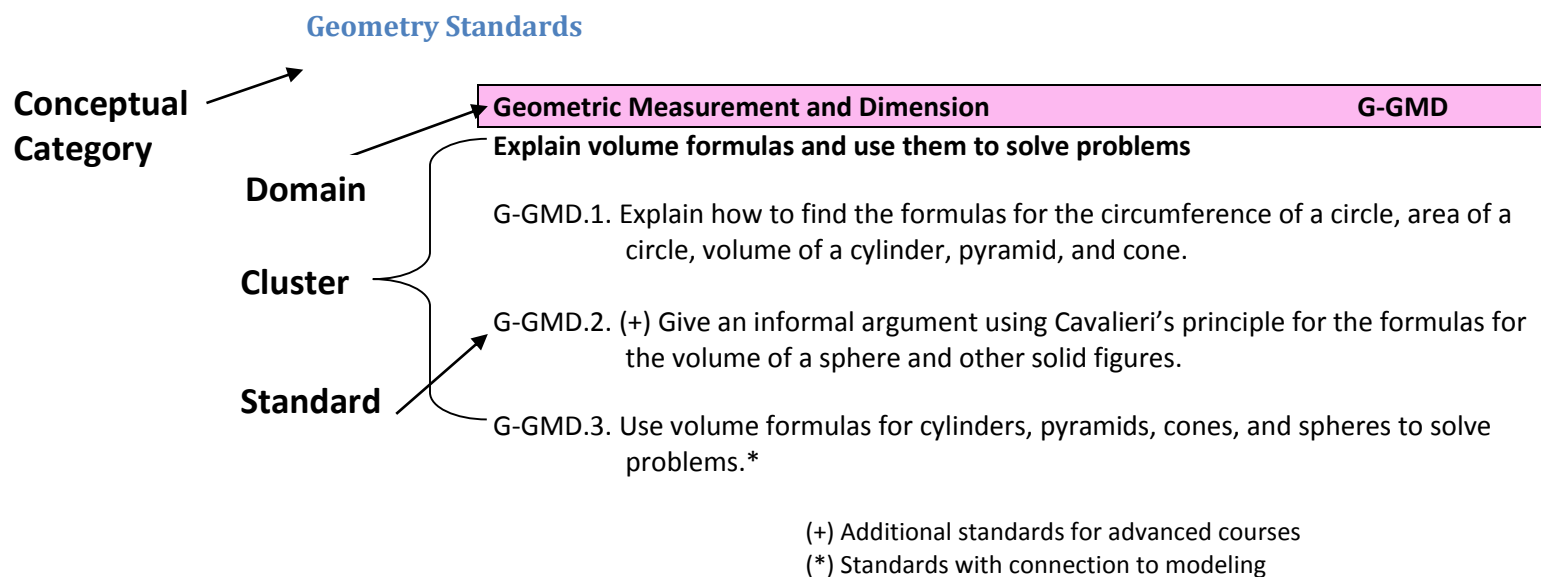 Geometry Standards
Conceptual
Category
Geometric Measurement and Dimension G-GMD
Explain volume formulas and use them to solve problems
Domain
G-GMD.1. Explain how to find the formulas for the circumference of a circle, area of a
circle, volume of a cylinder, pyramid, and cone.
Cluster
G-GMD.2. (+) Give an informal argument using Cavalieri’s principle for the formulas for
the volume of a sphere and other solid figures.
Standard
G-GMD.3. Use volume formulas for cylinders, pyramids, cones, and spheres to solve
problems.*
(+) Additional standards for advanced courses
(*) Standards with connection to modeling